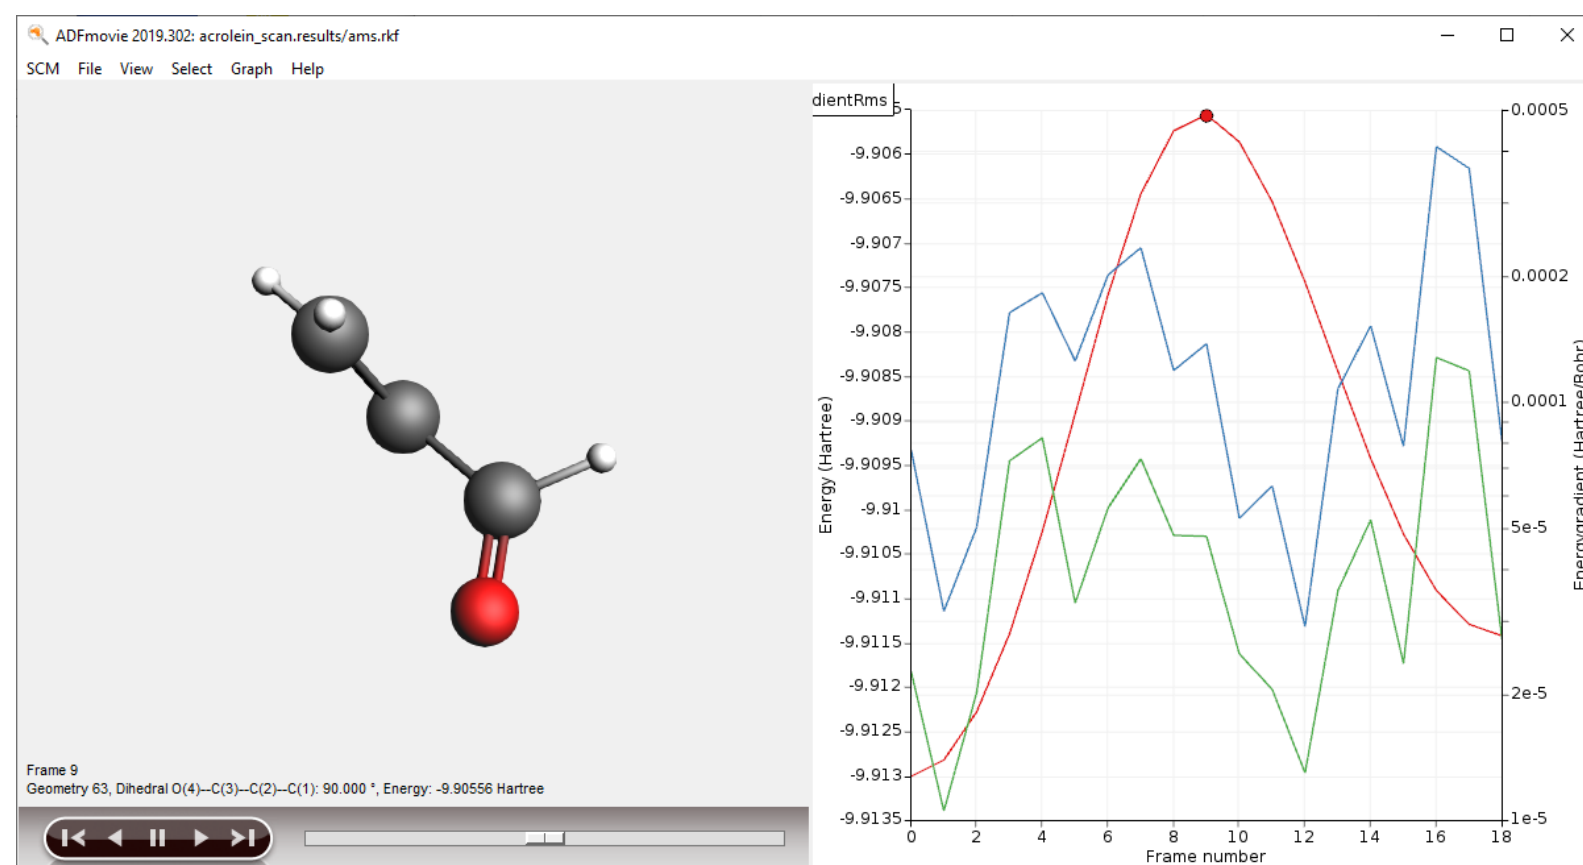 ADFmovie 2019.302: acrolein_scan.results/ams.rkf
SCM File View Select Graph Help
dientRms
5
-9.906
-9.9065
-9.907
-9.9075
-9.908
-9.9085
-9.909
-9.9095
-9.91
-9.9105
-9.911
-9.9115
-9.912
-9.9125
-9.913
-9.9135
Energy (Hartree)
0.0005
0.0002
0.0001
5e-5
2e-5
1e-5
Energygradient (Hartree/Bohr)
0 2 4 6 8 10 12 14 16 18
Frame number
Frame 9
Geometry 63, Dihedral O(4)--C(3)--C(2)--C(1): 90.000 °, Energy: -9.90556 Hartree